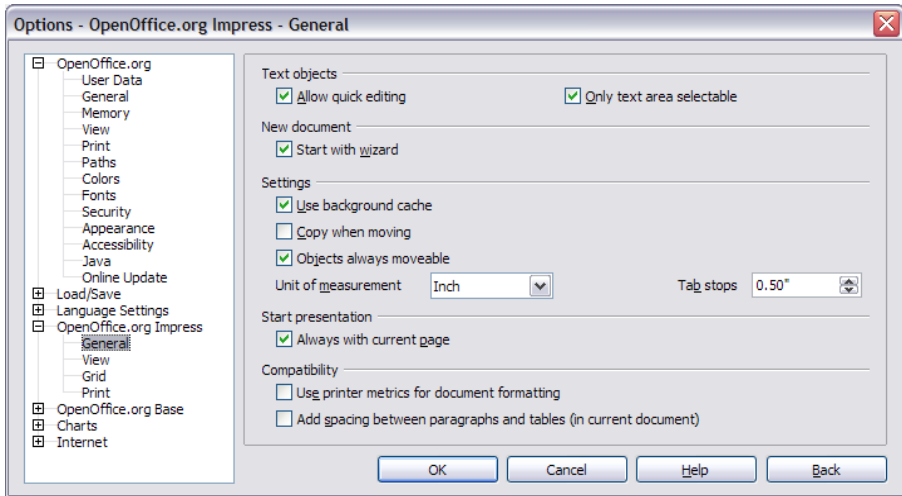 Options - OpenOffice.org Impress - General
OpenOffice.org
User Data
General
Memory
View
Print
Paths
Colors
Fonts
Security
Appearance
Accessibility
Java
Online Update
Load/Save
Language Settings
OpenOffice.org Impress
General
View
Grid
Print
OpenOffice.org Base
Charts
Internet
Text objects
Allow quick editing Only text area selectable
New document
Start with wizard
Settings
Use background cache
Copy when moving
Objects always moveable
Unit of measurement Inch Tab stops 0.50"
Start presentation
Always with current page
Compatibility
Use printer metrics for document formatting
Add spacing between paragraphs and tables (in current document)
OK Cancel Help Back